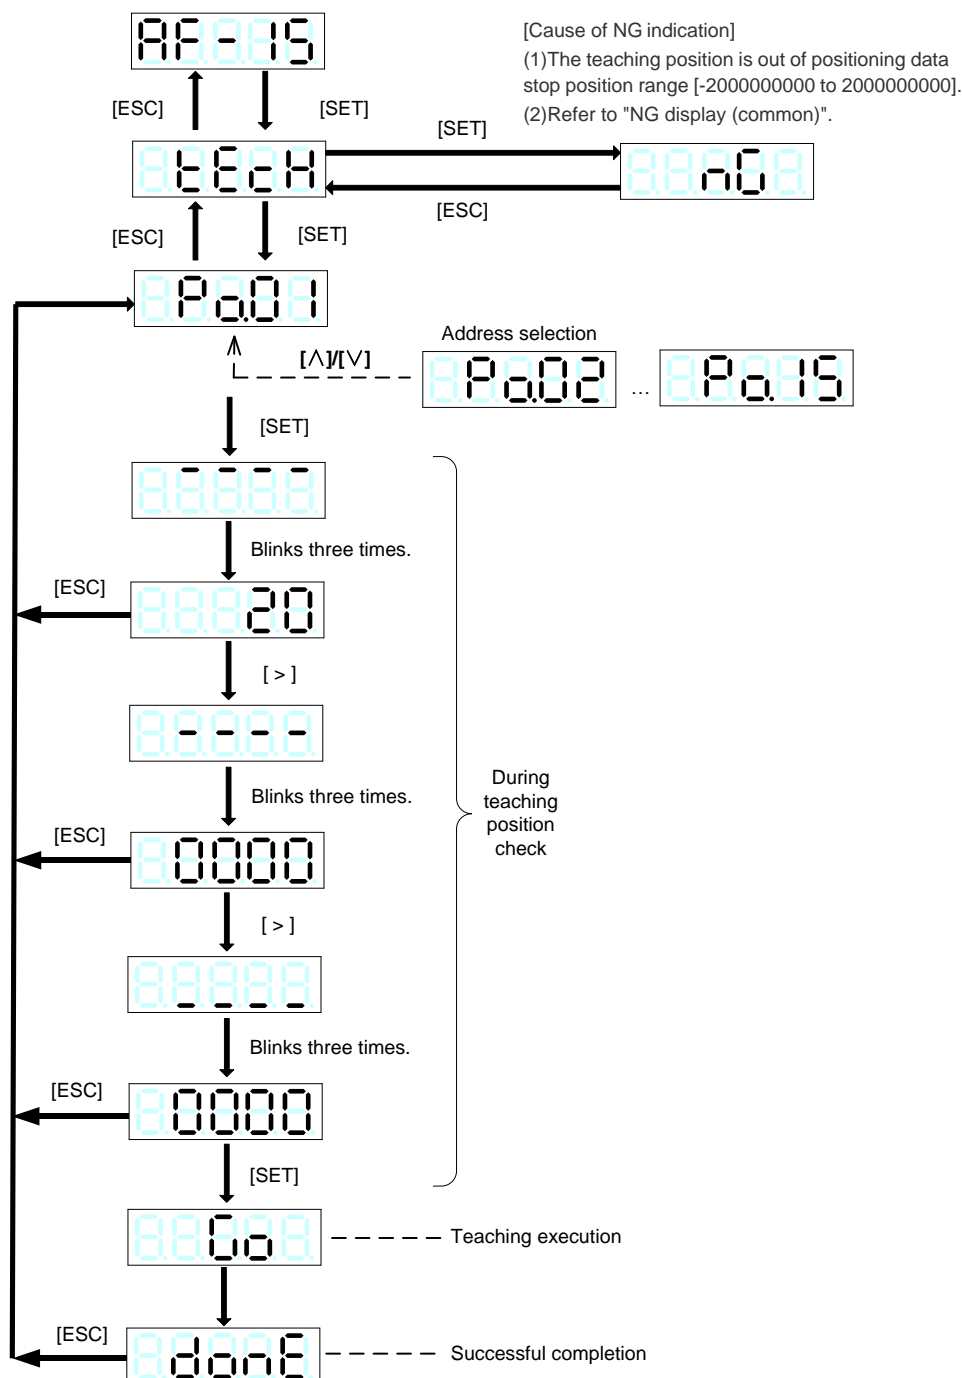 AF-15
[Cause of NG indication]
(1)The teaching position is out of positioning data
stop position range [-2000000000 to 2000000000].
(2)Refer to "NG display (common)".
[ESC]
[SET]
tEcH
[SET]
nG
[ESC]
[ESC]
[SET]
Po.01
Address selection
[∧]/[∨]
Po.02
...
Po.15
[SET]
- - - -
Blinks three times.
[ESC]
20
[ > ]
- - - -
Blinks three times.
During
teaching
position
check
[ESC]
0000
[ > ]
_ _ _ _
Blinks three times.
[ESC]
0000
[SET]
Go
Teaching execution
[ESC]
donE
Successful completion